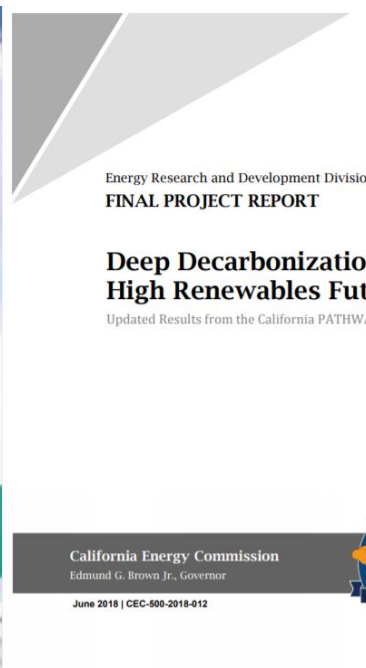 Energy Research and Development Divisio
FINAL PROJECT REPORT
Deep Decarbonizatio
High Renewables Fut
Updated Results from the California PATHWA
California Energy Commission
Edmund G. Brown Jr., Governor
June 2018 | CEC-500-2018-012